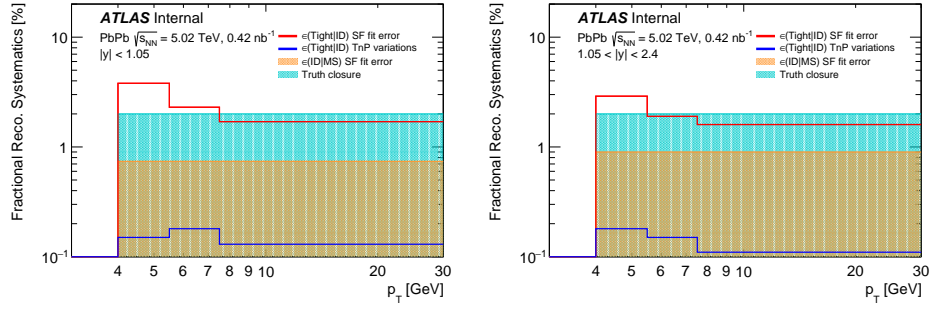 ATLAS Internal
PbPb √sNN = 5.02 TeV, 0.42 nb⁻¹
|y| < 1.05
∈(Tight|ID) SF fit error
∈(Tight|ID) TnP variations
∈(ID|MS) SF fit error
Truth closure
Fractional Reco. Systematics [%]
10
1
10⁻¹
4 5 6 7 8 9 10 20 30
pT [GeV]
ATLAS Internal
PbPb √sNN = 5.02 TeV, 0.42 nb⁻¹
1.05 < |y| < 2.4
∈(Tight|ID) SF fit error
∈(Tight|ID) TnP variations
∈(ID|MS) SF fit error
Truth closure
Fractional Reco. Systematics [%]
10
1
10⁻¹
4 5 6 7 8 9 10 20 30
pT [GeV]